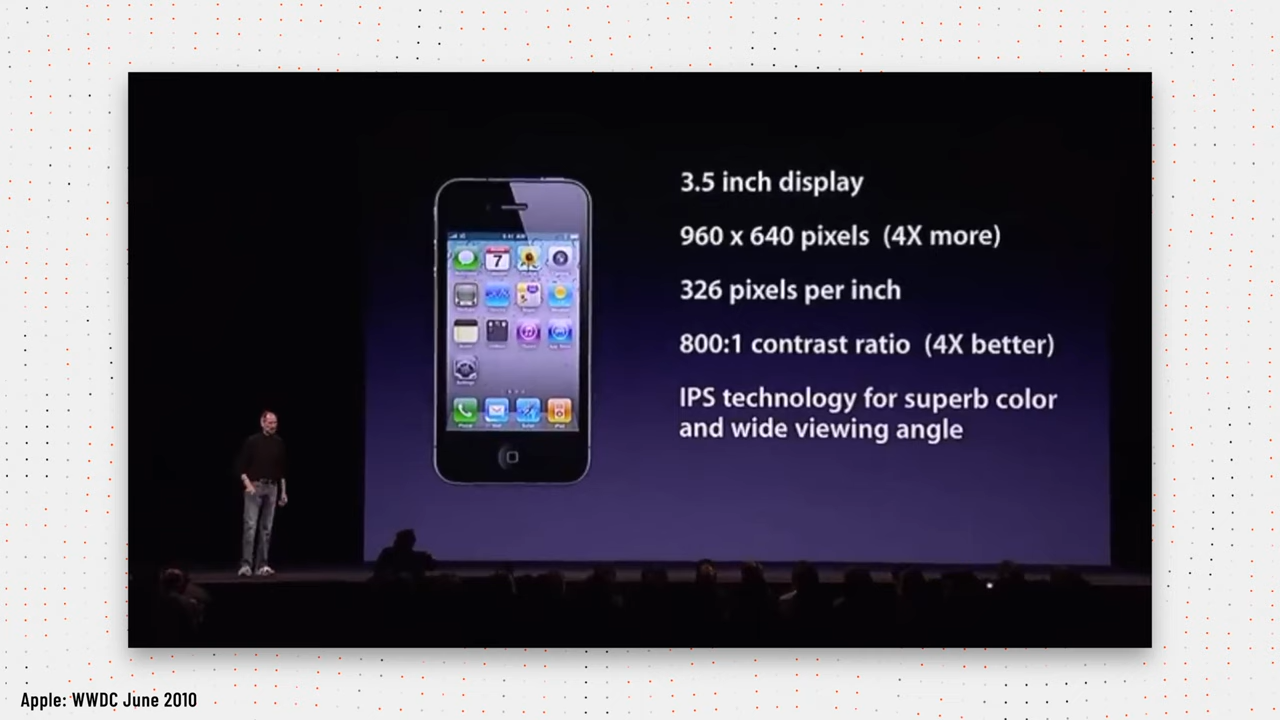 3.5 inch display
960 x 640 pixels (4X more)
326 pixels per inch
800:1 contrast ratio (4X better)
IPS technology for superb color
and wide viewing angle
7
Apple: WWDC June 2010